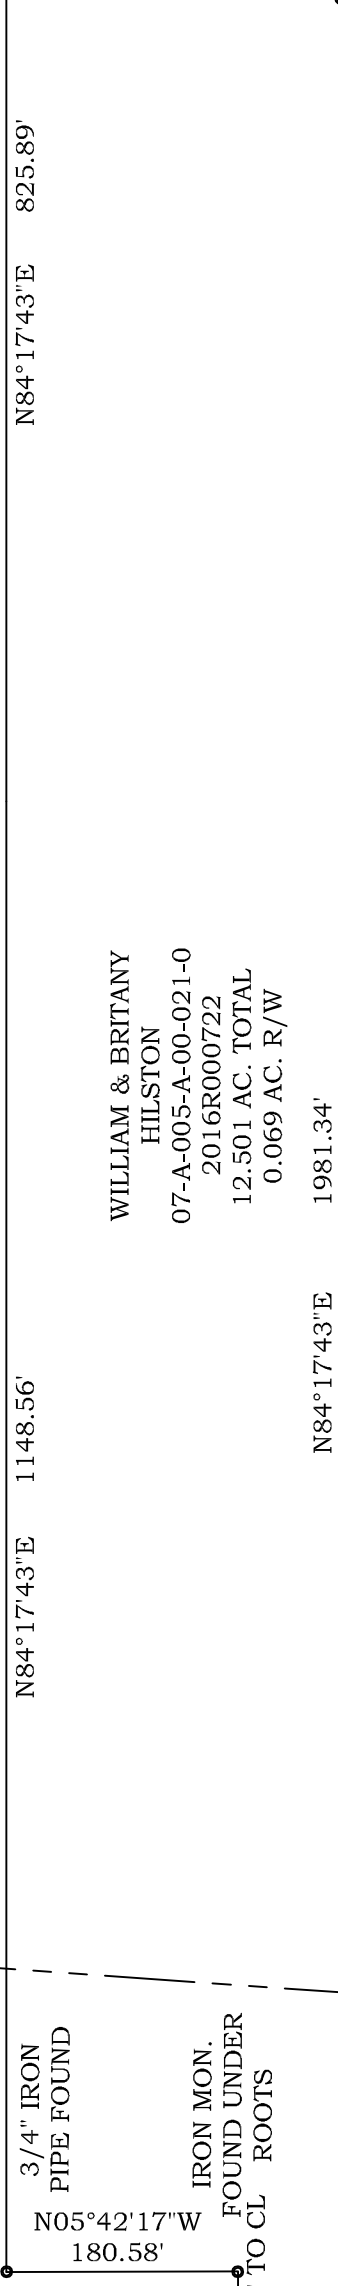 N84°17'43"E 825.89'
WILLIAM & BRITANY
HILSTON
07-A-005-A-00-021-0
2016R000722
12.501 AC. TOTAL
0.069 AC. R/W
N84°17'43"E 1981.34'
N84°17'43"E 1148.56'
3/4" IRON
PIPE FOUND
IRON MON.
FOUND UNDER
ROOTS
TO CL
N05°42'17"W
180.58'